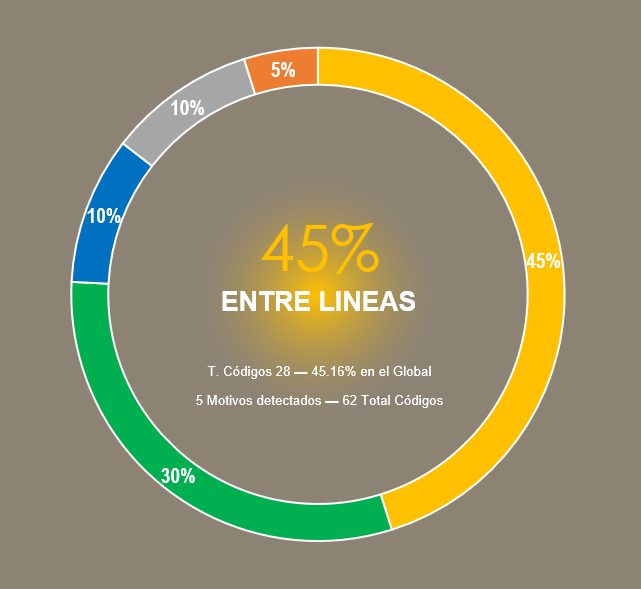 5%
10%
10%
45%
ENTRE LINEAS
45%
T. Códigos 28 — 45.16% en el Global
5 Motivos detectados — 62 Total Códigos
30%